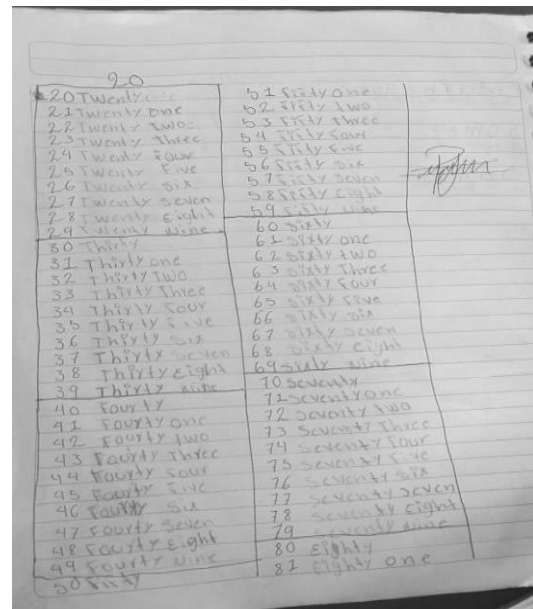 20
20 Twenty
21 Twenty one
22 Twenty Two
23 Twenty Three
24 Twenty Four
25 Twenty Five
26 Twenty Six
27 Twenty Seven
28 Twenty Eight
29 Twenty Nine
30 Thirty
31 Thirty one
32 Thirty Two
33 Thirty Three
34 Thirty Four
35 Thirty Five
36 Thirty Six
37 Thirty Seven
38 Thirty Eight
39 Thirty Nine
40 Fourty
41 Fourty one
42 Fourty two
43 Fourty Three
44 Fourty Four
45 Fourty Five
46 Fourty Six
47 Fourty Seven
48 Fourty Eight
49 Fourty Nine
50 Fifty
51 Fifty one
52 Fifty two
53 Fifty Three
54 Fifty Four
55 Fifty Five
56 Fifty Six
57 Fifty Seven
58 Fifty Eight
59 Fifty Nine
60 Sixty
61 Sixty one
62 Sixty two
63 Sixty Three
64 Sixty Four
65 Sixty Five
66 Sixty Six
67 Sixty Seven
68 Sixty Eight
69 Sixty Nine
70 Seventy
71 Seventy one
72 Seventy two
73 Seventy Three
74 Seventy Four
75 Seventy Five
76 Seventy Six
77 Seventy Seven
78 Seventy Eight
79 Seventy Nine
80 Eighty
81 Eighty one